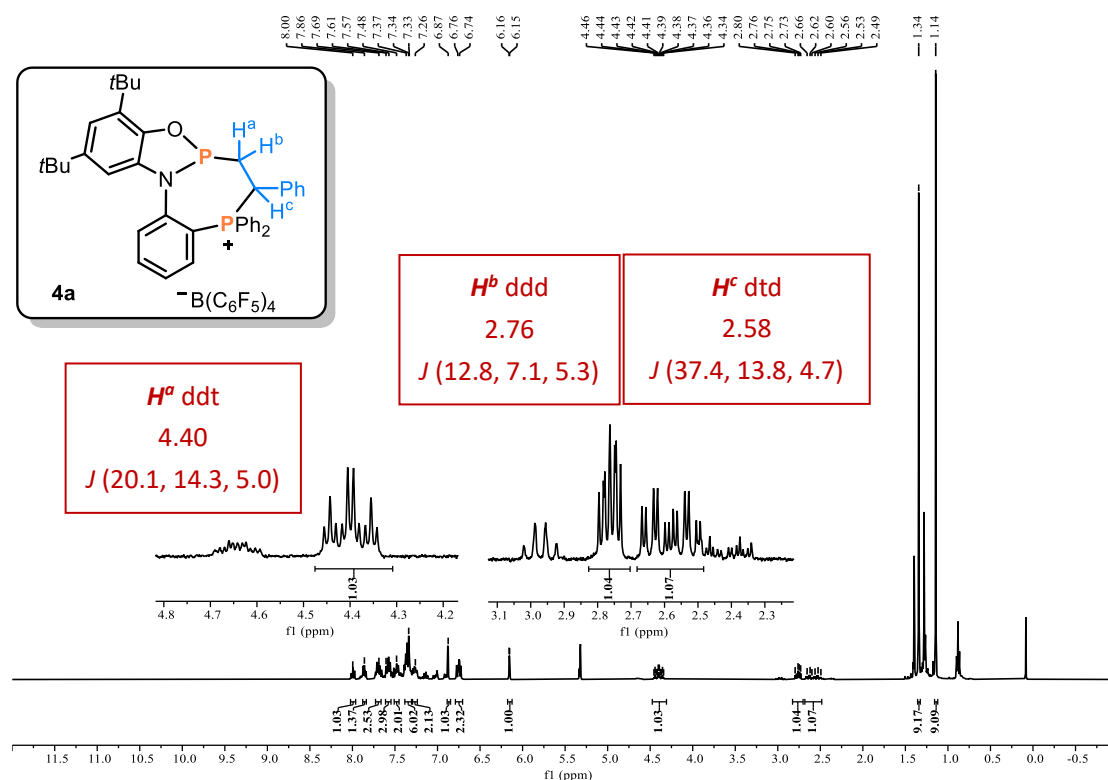 8.00 7.86 7.69 7.61 7.57 7.48 7.37 7.34 7.33 7.26 6.87 6.76 6.74 6.16 6.15 4.46 4.44 4.43 4.42 4.41 4.39 4.38 4.37 4.36 4.34 2.80 2.76 2.75 2.73 2.66 2.62 2.60 2.56 2.53 2.49 1.34 1.14
tBu
O
Hᵃ
Hᵇ
P
tBu
N
Ph
Hᶜ
PPh₂
+
4a
⁻B(C₆F₅)₄
Hᵃ ddt
4.40
J (20.1, 14.3, 5.0)
Hᵇ ddd
2.76
J (12.8, 7.1, 5.3)
Hᶜ dtd
2.58
J (37.4, 13.8, 4.7)
1.03
4.8 4.7 4.6 4.5 4.4 4.3 4.2
f1 (ppm)
1.04 1.07
3.1 3.0 2.9 2.8 2.7 2.6 2.5 2.4 2.3
f1 (ppm)
1.03 1.37 2.53 2.98 2.01 6.02 2.13 1.03 2.32 1.00 1.03 1.04 1.07 9.17 9.09
11.5 11.0 10.5 10.0 9.5 9.0 8.5 8.0 7.5 7.0 6.5 6.0 5.5 5.0 4.5 4.0 3.5 3.0 2.5 2.0 1.5 1.0 0.5 0.0 -0.5
f1 (ppm)